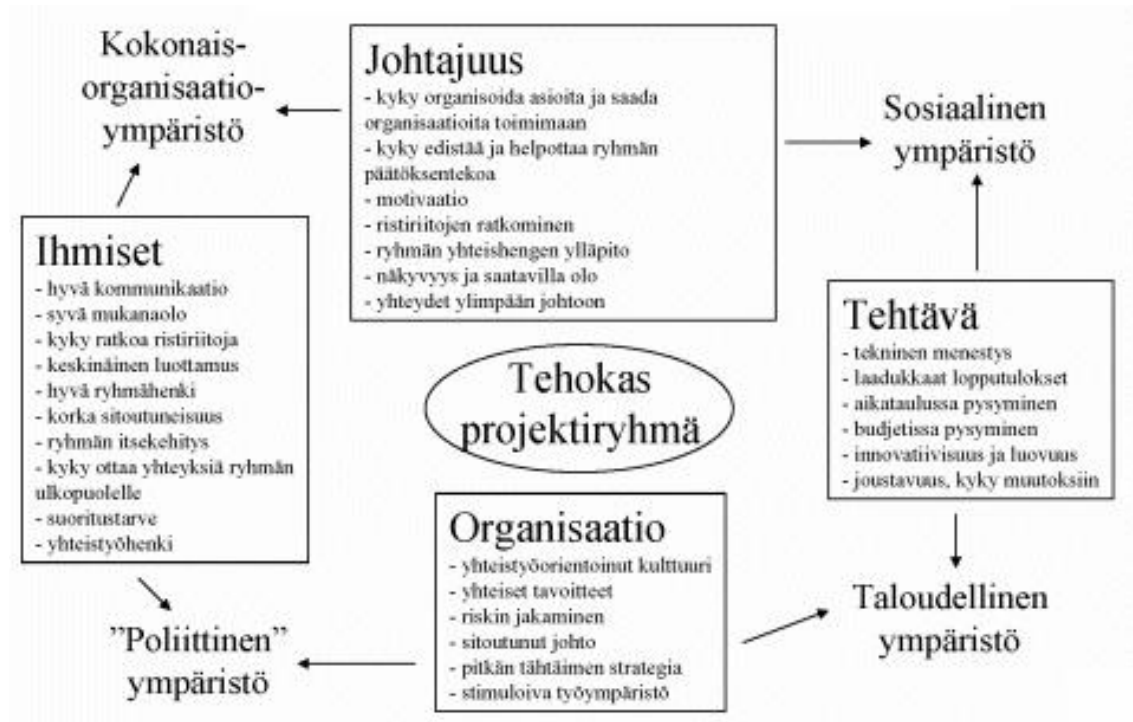 Kokonais-
organisaatio-
ympäristö
Johtajuus
- kyky organisoida asioita ja saada
organisaatioita toimimaan
- kyky edistää ja helpottaa ryhmän
päätöksentekoa
- motivaatio
- ristiriitojen ratkominen
- ryhmän yhteishengen ylläpito
- näkyvyys ja saatavilla olo
- yhteydet ylimpään johtoon
Sosiaalinen
ympäristö
Ihmiset
- hyvä kommunikaatio
- syvä mukanaolo
- kyky ratkoa ristiriitoja
- keskinäinen luottamus
- hyvä ryhmähenki
- korka sitoutuneisuus
- ryhmän itsekehitys
- kyky ottaa yhteyksiä ryhmän
ulkopuolelle
- suoritustarve
- yhteistyöhenki
Tehokas
projektiryhmä
Tehtävä
- tekninen menestys
- laadukkaat lopputulokset
- aikataulussa pysyminen
- budjetissa pysyminen
- innovatiivisuus ja luovuus
- joustavuus, kyky muutoksiin
Organisaatio
- yhteistyöorientoinut kulttuuri
- yhteiset tavoitteet
- riskin jakaminen
- sitoutunut johto
- pitkän tähtäimen strategia
- stimuloiva työympäristö
”Poliittinen”
ympäristö
Taloudellinen
ympäristö